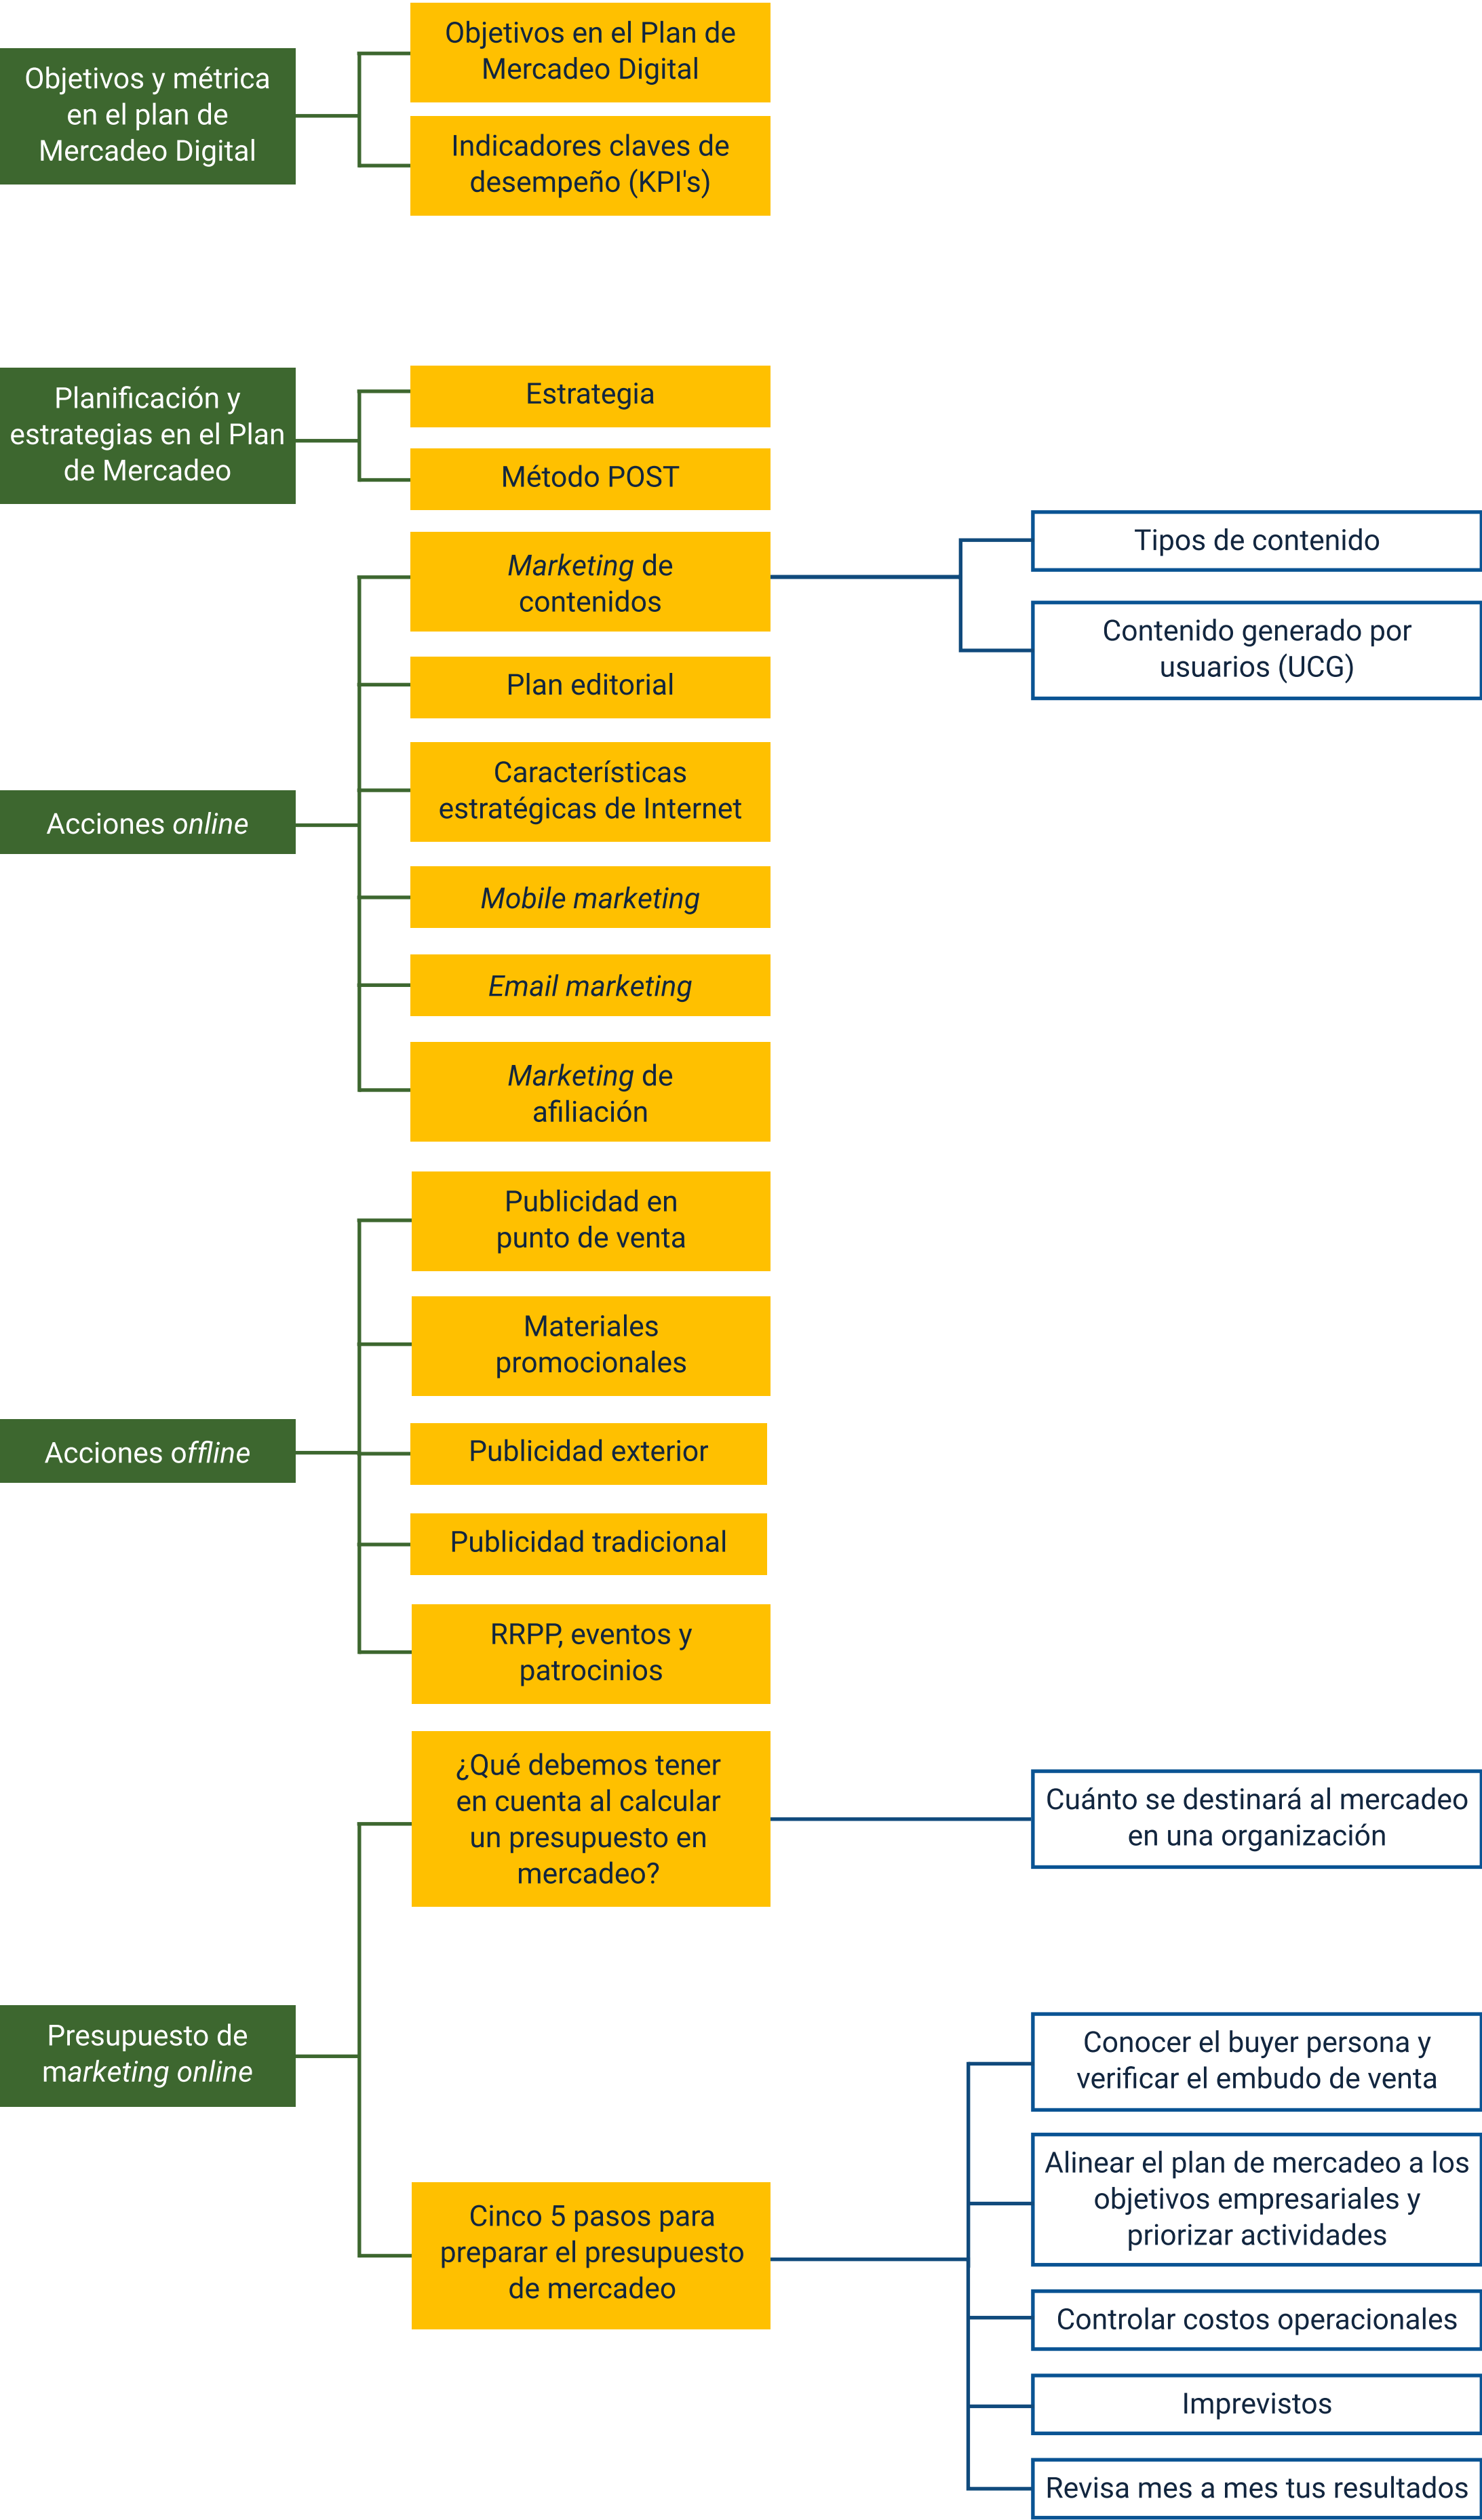 Objetivos y métrica
en el plan de
Mercadeo Digital
Objetivos en el Plan de
Mercadeo Digital
Indicadores claves de
desempeño (KPI's)
Planificación y
estrategias en el Plan
de Mercadeo
Estrategia
Método POST
Acciones online
Marketing de
contenidos
Tipos de contenido
Contenido generado por
usuarios (UCG)
Plan editorial
Características
estratégicas de Internet
Mobile marketing
Email marketing
Marketing de
afiliación
Acciones offline
Publicidad en
punto de venta
Materiales
promocionales
Publicidad exterior
Publicidad tradicional
RRPP, eventos y
patrocinios
Presupuesto de
marketing online
¿Qué debemos tener
en cuenta al calcular
un presupuesto en
mercadeo?
Cuánto se destinará al mercadeo
en una organización
Cinco 5 pasos para
preparar el presupuesto
de mercadeo
Conocer el buyer persona y
verificar el embudo de venta
Alinear el plan de mercadeo a los
objetivos empresariales y
priorizar actividades
Controlar costos operacionales
Imprevistos
Revisa mes a mes tus resultados